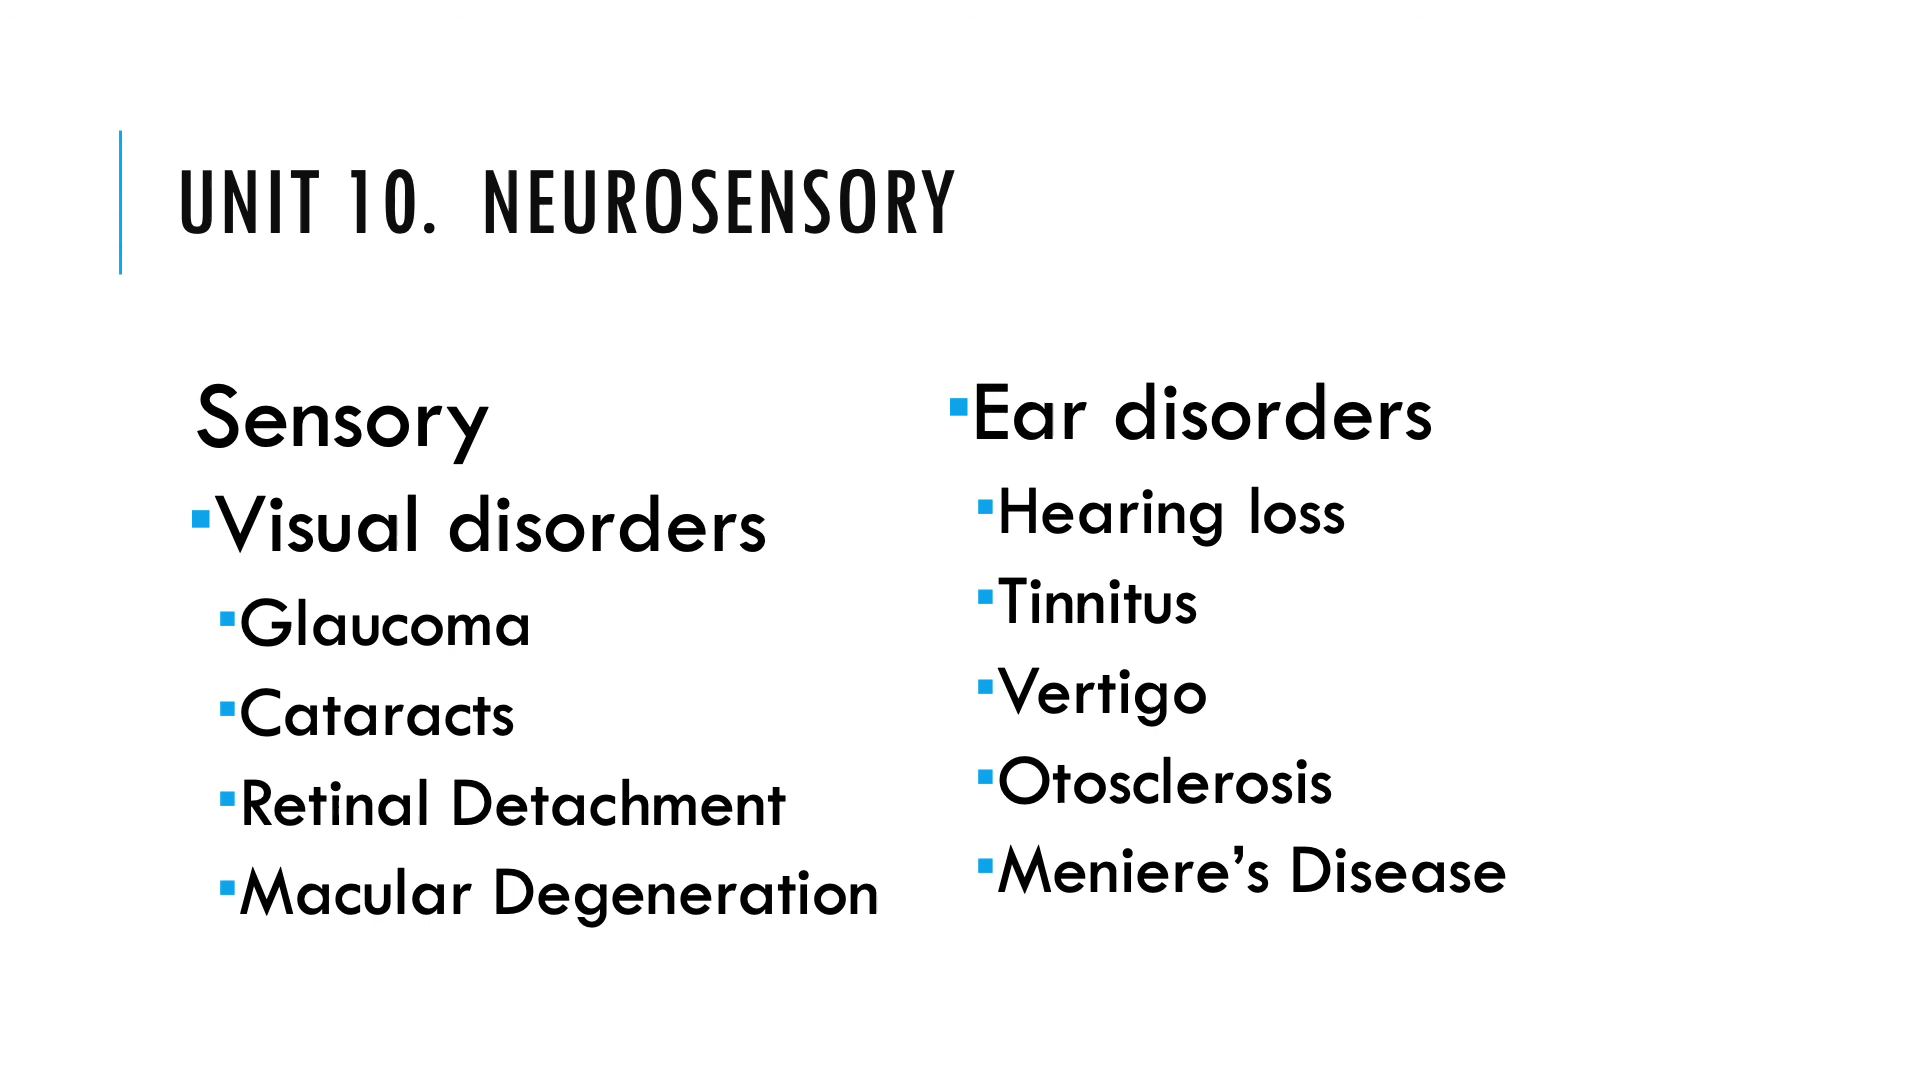 UNIT 10. NEUROSENSORY
Sensory
▪Visual disorders
▪Glaucoma
▪Cataracts
▪Retinal Detachment
▪Macular Degeneration
▪Ear disorders
▪Hearing loss
▪Tinnitus
▪Vertigo
▪Otosclerosis
▪Meniere’s Disease